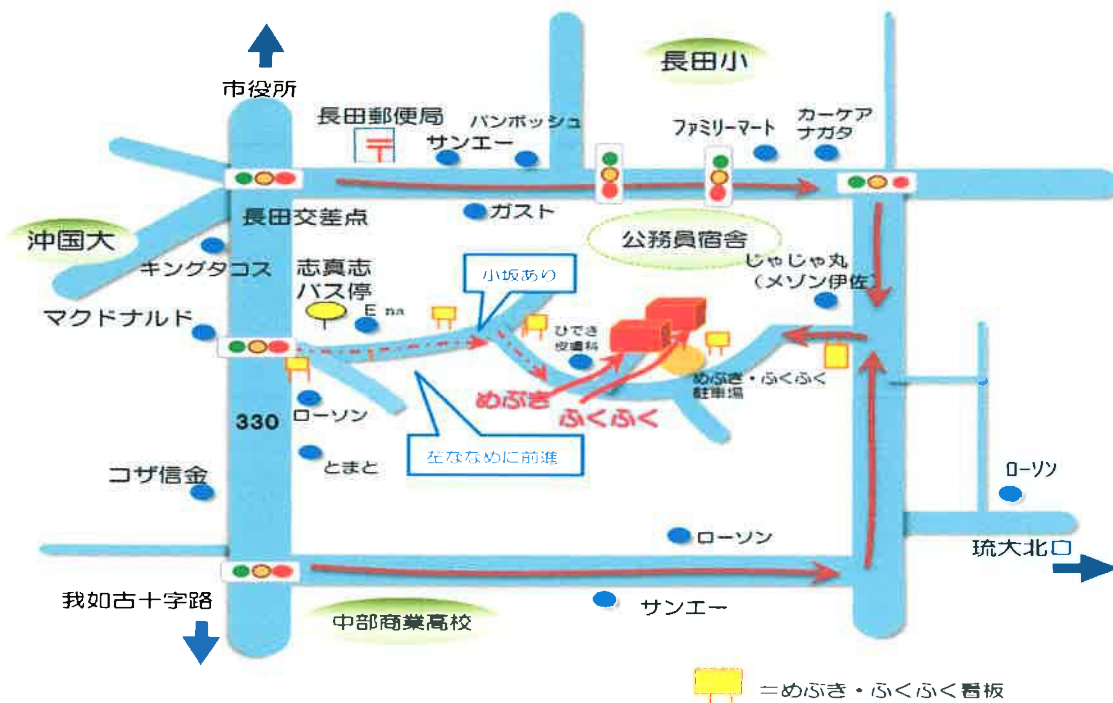 市役所
長田小
長田郵便局
サンエー
パンボッシュ
ファミリーマート
カーケア
ナガタ
長田交差点
ガスト
沖国大
キングタコス
公務員宿舎
じゃじゃ丸
(メゾン伊佐)
志真志
バス停
小坂あり
マクドナルド
E na
ひでき
皮膚科
めぶき・ふくふく
駐車場
めぶき
ふくふく
ローソン
330
とまと
左ななめに前進
コザ信金
ローソン
ローソン
琉大北口
我如古十字路
中部商業高校
サンエー
=めぶき・ふくふく看板